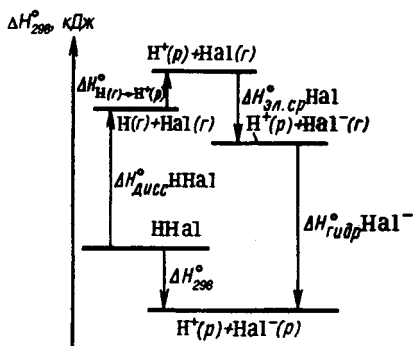 ΔH°298, кДж
H⁺(р)+Hal(г)
ΔH°H(г)→H⁺(р)
H(г)+Hal(г)
ΔH°эл.ср Hal
H⁺(р)+Hal⁻(г)
ΔH°дисс HHal
ΔH°гидр Hal⁻
HHal
ΔH°298
H⁺(р)+Hal⁻(р)